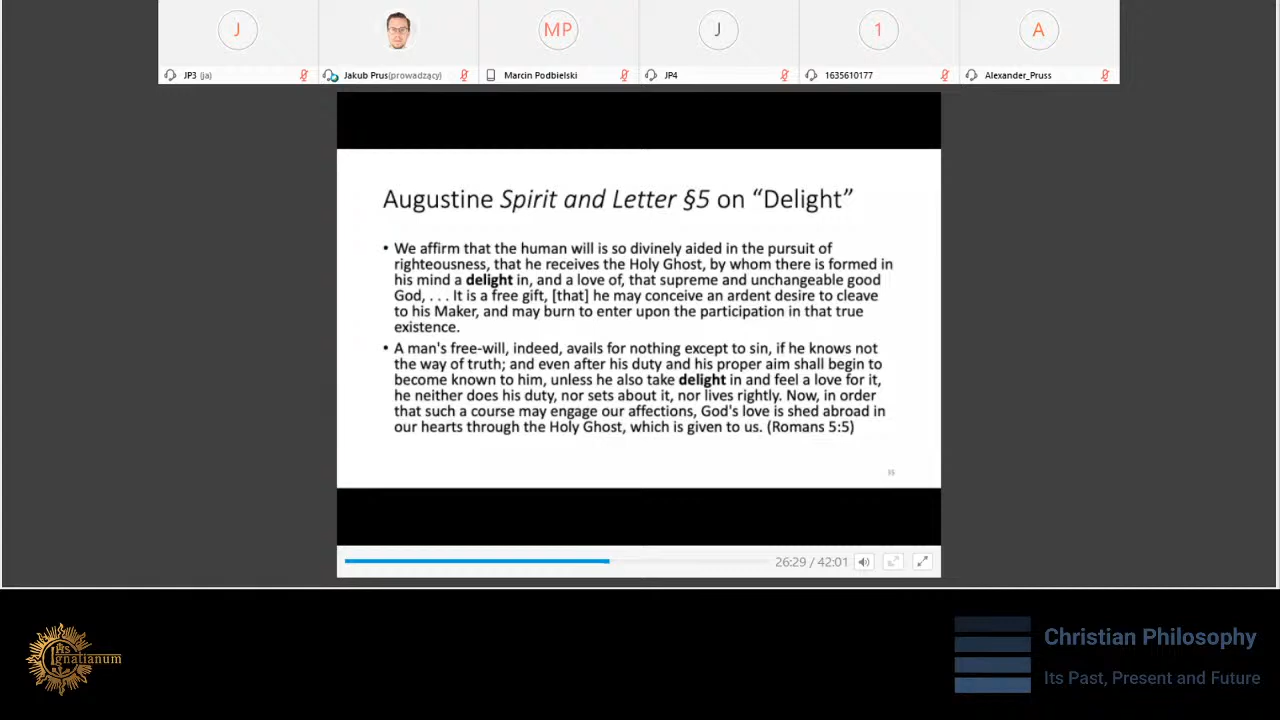 J
MP
J
1
A
JP3 (ja)
Jakub Prus(prowadzący)
Marcin Podbielski
JP4
1635610177
Alexander_Pruss
Augustine Spirit and Letter §5 on “Delight”
• We affirm that the human will is so divinely aided in the pursuit of
righteousness, that he receives the Holy Ghost, by whom there is formed in
his mind a delight in, and a love of, that supreme and unchangeable good
God, . . . It is a free gift, [that] he may conceive an ardent desire to cleave
to his Maker, and may burn to enter upon the participation in that true
existence.
• A man's free-will, indeed, avails for nothing except to sin, if he knows not
the way of truth; and even after his duty and his proper aim shall begin to
become known to him, unless he also take delight in and feel a love for it,
he neither does his duty, nor sets about it, nor lives rightly. Now, in order
that such a course may engage our affections, God's love is shed abroad in
our hearts through the Holy Ghost, which is given to us. (Romans 5:5)
26:29 / 42:01
Ignatianum
Christian Philosophy
Its Past, Present and Future